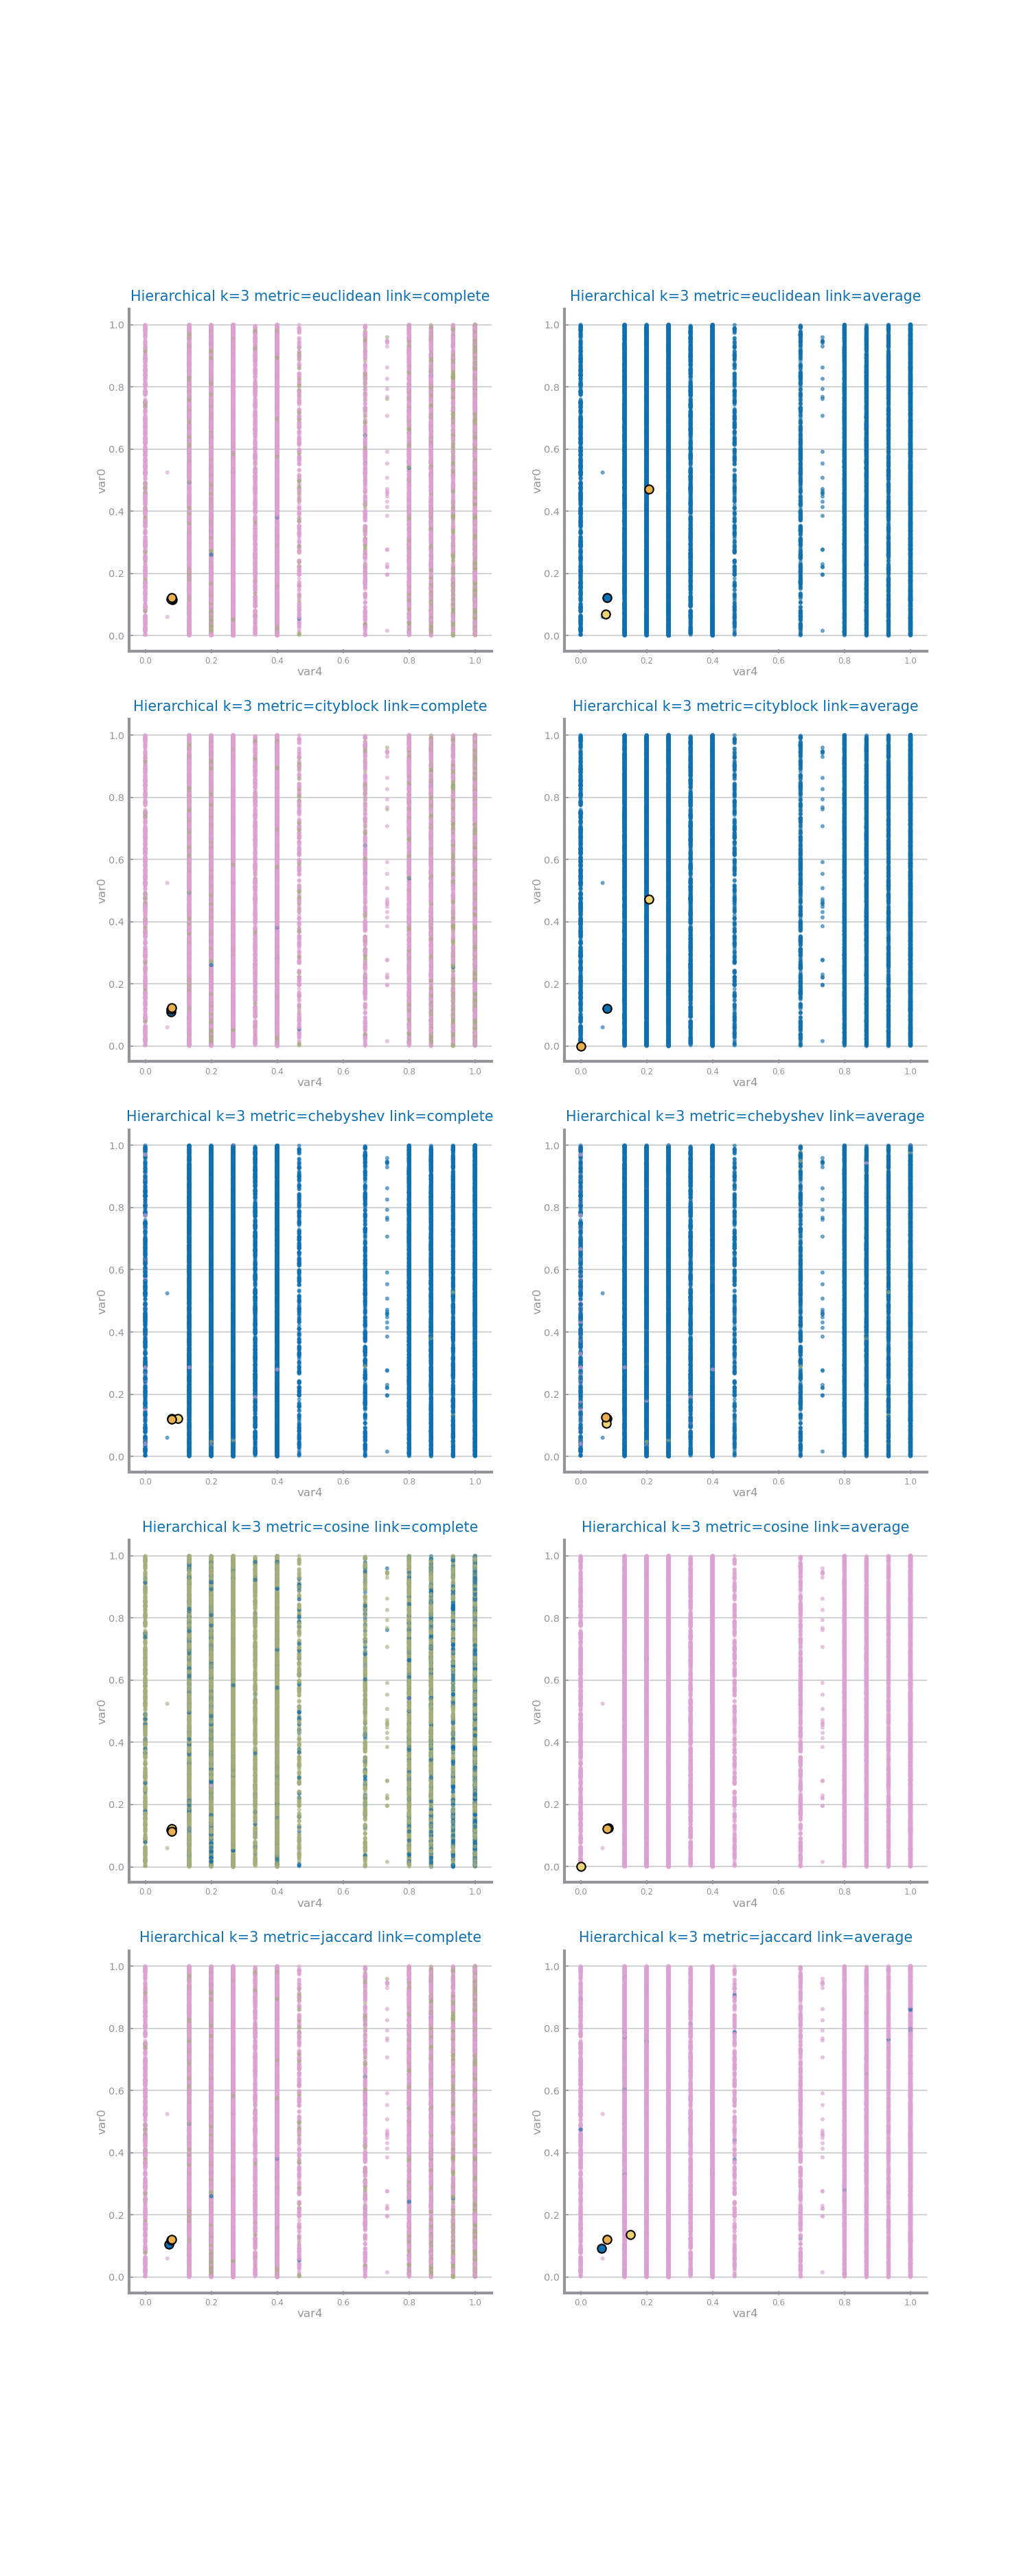 Hierarchical k=3 metric=euclidean link=complete
1.0
0.8
0.6
0.4
0.2
0.0
var0
0.0 0.2 0.4 0.6 0.8 1.0
var4
Hierarchical k=3 metric=euclidean link=average
1.0
0.8
0.6
0.4
0.2
0.0
var0
0.0 0.2 0.4 0.6 0.8 1.0
var4
Hierarchical k=3 metric=cityblock link=complete
1.0
0.8
0.6
0.4
0.2
0.0
var0
0.0 0.2 0.4 0.6 0.8 1.0
var4
Hierarchical k=3 metric=cityblock link=average
1.0
0.8
0.6
0.4
0.2
0.0
var0
0.0 0.2 0.4 0.6 0.8 1.0
var4
Hierarchical k=3 metric=chebyshev link=complete
1.0
0.8
0.6
0.4
0.2
0.0
var0
0.0 0.2 0.4 0.6 0.8 1.0
var4
Hierarchical k=3 metric=chebyshev link=average
1.0
0.8
0.6
0.4
0.2
0.0
var0
0.0 0.2 0.4 0.6 0.8 1.0
var4
Hierarchical k=3 metric=cosine link=complete
1.0
0.8
0.6
0.4
0.2
0.0
var0
0.0 0.2 0.4 0.6 0.8 1.0
var4
Hierarchical k=3 metric=cosine link=average
1.0
0.8
0.6
0.4
0.2
0.0
var0
0.0 0.2 0.4 0.6 0.8 1.0
var4
Hierarchical k=3 metric=jaccard link=complete
1.0
0.8
0.6
0.4
0.2
0.0
var0
0.0 0.2 0.4 0.6 0.8 1.0
var4
Hierarchical k=3 metric=jaccard link=average
1.0
0.8
0.6
0.4
0.2
0.0
var0
0.0 0.2 0.4 0.6 0.8 1.0
var4